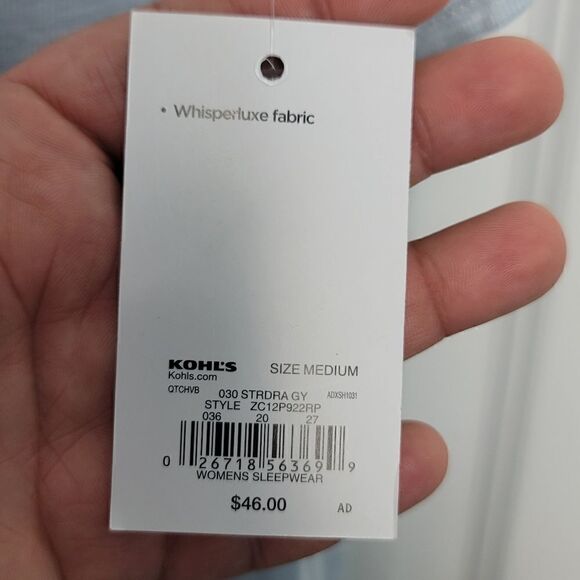 • Whisperluxe fabric
KOHL'S SIZE MEDIUM
Kohls.com
QTCHVB 030 STRDRA GY ADXSH1031
STYLE ZC12P922RP
036 20 27
0 26718 56369 9
WOMENS SLEEPWEAR
$46.00 AD